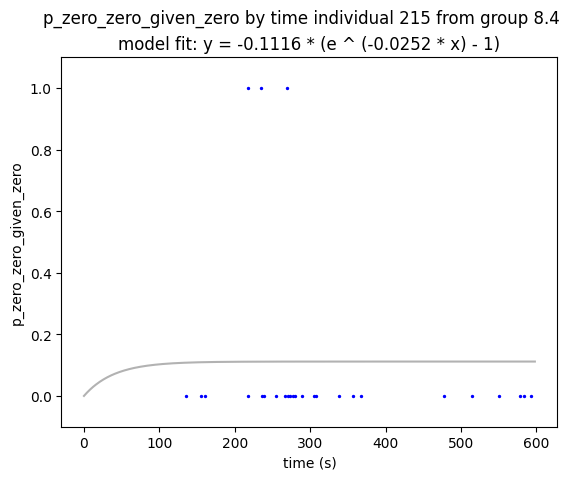 p_zero_zero_given_zero by time individual 215 from group 8.4
model fit: y = -0.1116 * (e ^ (-0.0252 * x) - 1)
1.0
0.8
0.6
0.4
0.2
0.0
p_zero_zero_given_zero
0 100 200 300 400 500 600
time (s)